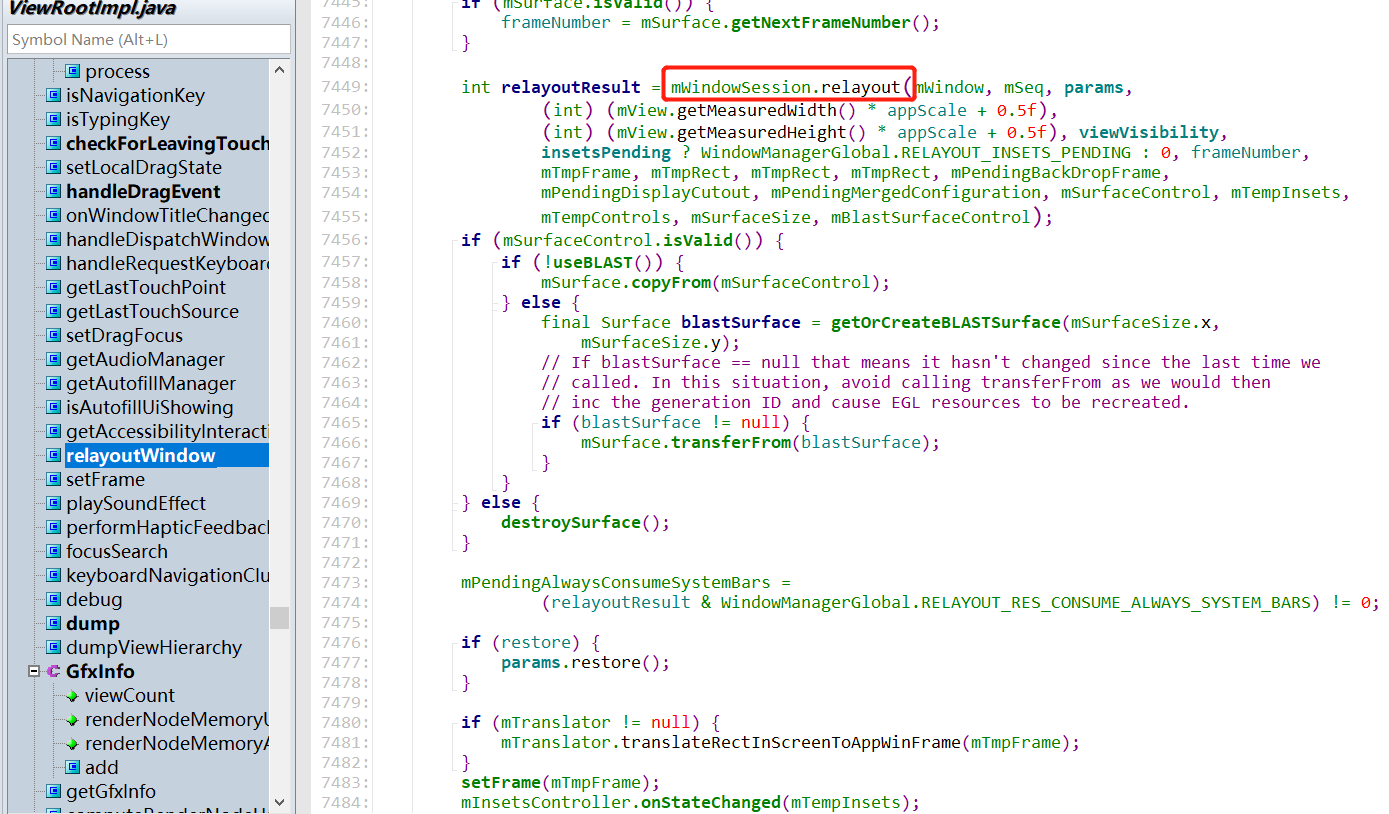 ViewRootImpl.java
Symbol Name (Alt+L)
process
isNavigationKey
isTypingKey
checkForLeavingTouch
setLocalDragState
handleDragEvent
onWindowTitleChanged
handleDispatchWindow
handleRequestKeyboard
getLastTouchPoint
getLastTouchSource
setDragFocus
getAudioManager
getAutofillManager
isAutofillUiShowing
getAccessibilityInteracti
relayoutWindow
setFrame
playSoundEffect
performHapticFeedback
focusSearch
keyboardNavigationClu
debug
dump
dumpViewHierarchy
GfxInfo
viewCount
renderNodeMemoryU
renderNodeMemoryA
add
getGfxInfo
7445: if (mSurface.isValid()) {
7446: frameNumber = mSurface.getNextFrameNumber();
7447: }
7448:
7449: int relayoutResult = mWindowSession.relayout(mWindow, mSeq, params,
7450: (int) (mView.getMeasuredWidth() * appScale + 0.5f),
7451: (int) (mView.getMeasuredHeight() * appScale + 0.5f), viewVisibility,
7452: insetsPending ? WindowManagerGlobal.RELAYOUT_INSETS_PENDING : 0, frameNumber,
7453: mTmpFrame, mTmpRect, mTmpRect, mTmpRect, mPendingBackDropFrame,
7454: mPendingDisplayCutout, mPendingMergedConfiguration, mSurfaceControl, mTempInsets,
7455: mTempControls, mSurfaceSize, mBlastSurfaceControl);
7456: if (mSurfaceControl.isValid()) {
7457: if (!useBLAST()) {
7458: mSurface.copyFrom(mSurfaceControl);
7459: } else {
7460: final Surface blastSurface = getOrCreateBLASTSurface(mSurfaceSize.x,
7461: mSurfaceSize.y);
7462: // If blastSurface == null that means it hasn't changed since the last time we
7463: // called. In this situation, avoid calling transferFrom as we would then
7464: // inc the generation ID and cause EGL resources to be recreated.
7465: if (blastSurface != null) {
7466: mSurface.transferFrom(blastSurface);
7467: }
7468: }
7469: } else {
7470: destroySurface();
7471: }
7472:
7473: mPendingAlwaysConsumeSystemBars =
7474: (relayoutResult & WindowManagerGlobal.RELAYOUT_RES_CONSUME_ALWAYS_SYSTEM_BARS) != 0;
7475:
7476: if (restore) {
7477: params.restore();
7478: }
7479:
7480: if (mTranslator != null) {
7481: mTranslator.translateRectInScreenToAppWinFrame(mTmpFrame);
7482: }
7483: setFrame(mTmpFrame);
7484: mInsetsController.onStateChanged(mTempInsets);